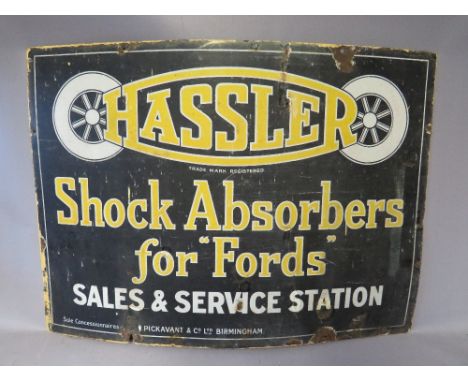 HASSLER
TRADE MARK REGISTERED
Shock Absorbers
for "Fords"
SALES & SERVICE STATION
Sole Concessionaires PICKAVANT & Co LTD BIRMINGHAM